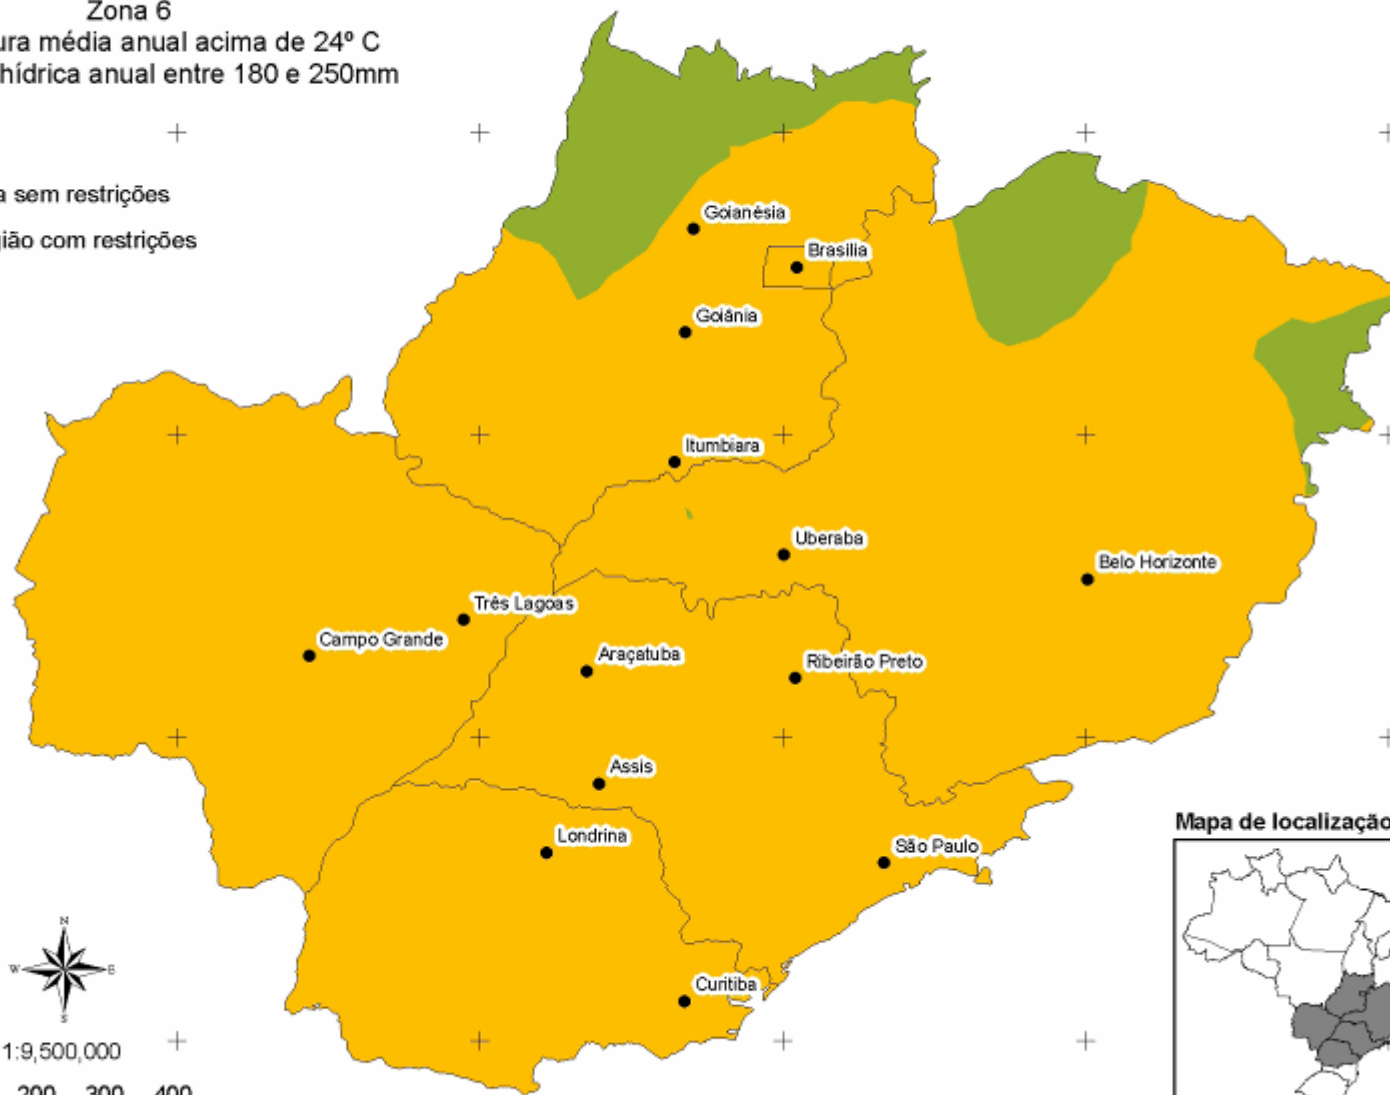 Zona 6
ura média anual acima de 24º C
hídrica anual entre 180 e 250mm
a sem restrições
gião com restrições
Goianésia
Brasilia
Goiânia
Itumbiara
Uberaba
Belo Horizonte
Três Lagoas
Campo Grande
Araçatuba
Ribeirão Preto
Assis
Londrina
São Paulo
Mapa de localização
N
W E
S
Curitiba
1:9,500,000
200 300 400